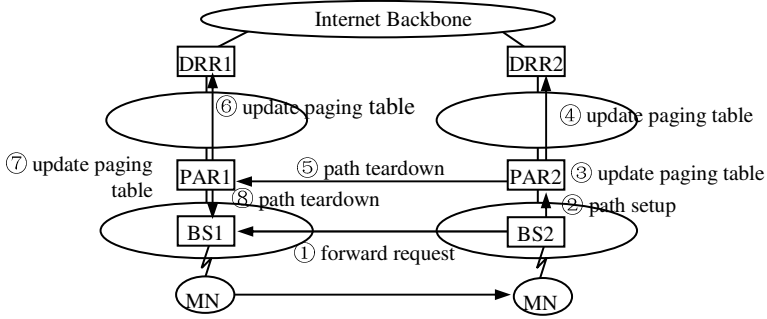 Internet Backbone
DRR1
DRR2
⑥ update paging table
④ update paging table
⑦ update paging
table
PAR1
⑤ path teardown
PAR2
③ update paging table
⑧ path teardown
② path setup
BS1
BS2
① forward request
MN
MN